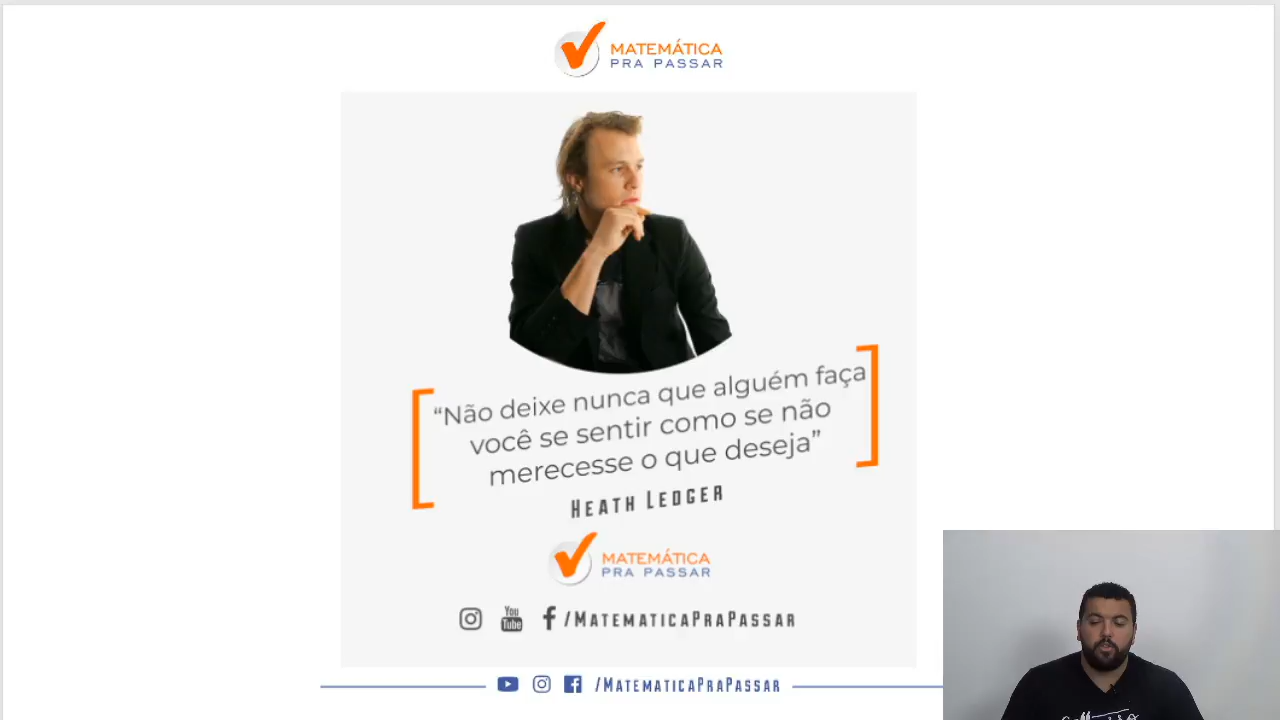 MATEMÁTICA
PRA PASSAR
“Não deixe nunca que alguém faça
você se sentir como se não
merecesse o que deseja”
HEATH LEDGER
MATEMÁTICA
PRA PASSAR
You
Tube
/MATEMATICAPRAPASSAR
/MATEMATICAPRAPASSAR